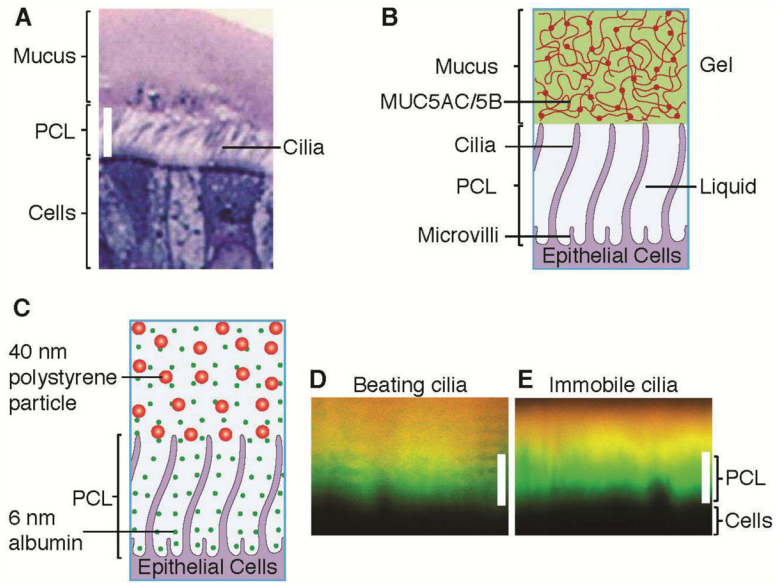 A
Mucus
PCL
Cilia
Cells
B
Mucus
Gel
MUC5AC/5B
Cilia
PCL
Liquid
Microvilli
Epithelial Cells
C
40 nm
polystyrene
particle
PCL
6 nm
albumin
Epithelial Cells
D
Beating cilia
E
Immobile cilia
PCL
Cells